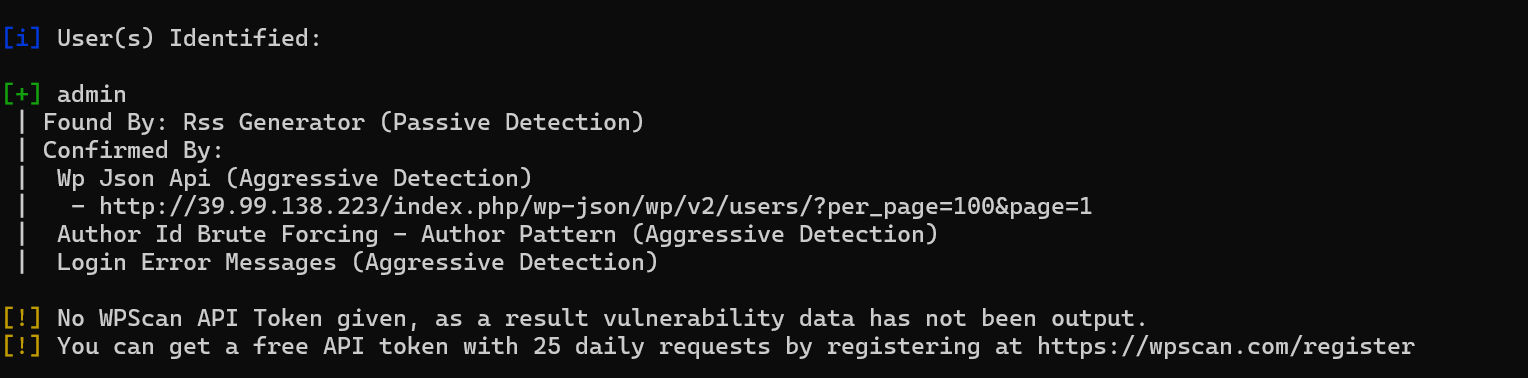 [i] User(s) Identified:
[+] admin
| Found By: Rss Generator (Passive Detection)
| Confirmed By:
|  Wp Json Api (Aggressive Detection)
|   - http://39.99.138.223/index.php/wp-json/wp/v2/users/?per_page=100&page=1
|  Author Id Brute Forcing - Author Pattern (Aggressive Detection)
|  Login Error Messages (Aggressive Detection)
[!] No WPScan API Token given, as a result vulnerability data has not been output.
[!] You can get a free API token with 25 daily requests by registering at https://wpscan.com/register